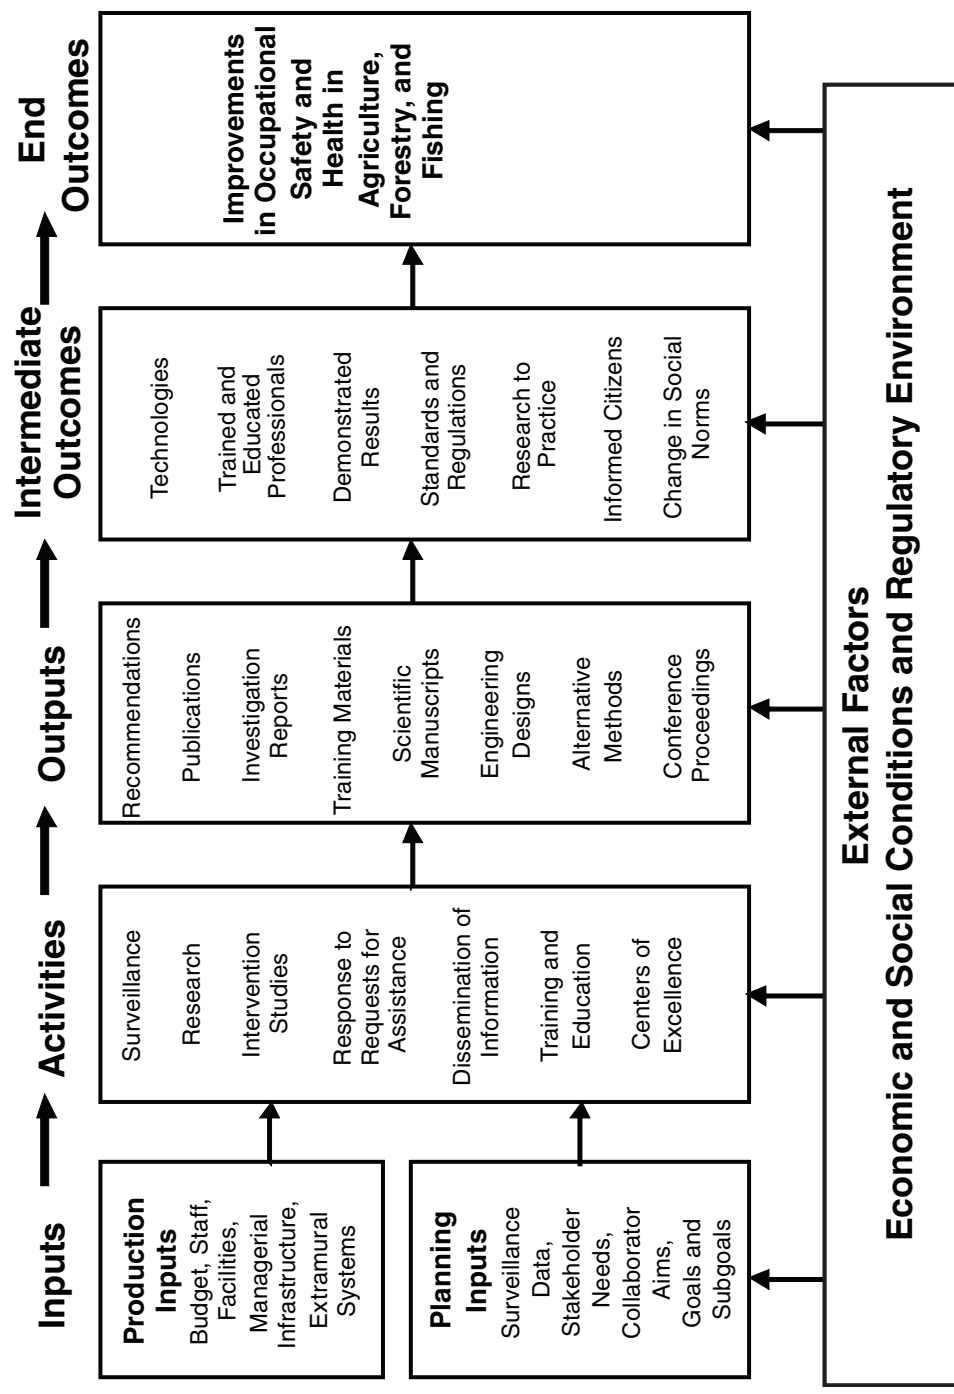 Inputs
Activities
Outputs
Intermediate
Outcomes
End
Outcomes
Production
Inputs
Budget, Staff,
Facilities,
Managerial
Infrastructure,
Extramural
Systems
Planning
Inputs
Surveillance
Data,
Stakeholder
Needs,
Collaborator
Aims,
Goals and
Subgoals
Surveillance
Research
Intervention
Studies
Response to
Requests for
Assistance
Dissemination of
Information
Training and
Education
Centers of
Excellence
Recommendations
Publications
Investigation
Reports
Training Materials
Scientific
Manuscripts
Engineering
Designs
Alternative
Methods
Conference
Proceedings
Technologies
Trained and
Educated
Professionals
Demonstrated
Results
Standards and
Regulations
Research to
Practice
Informed Citizens
Change in Social
Norms
Improvements
in Occupational
Safety and
Health in
Agriculture,
Forestry, and
Fishing
External Factors
Economic and Social Conditions and Regulatory Environment